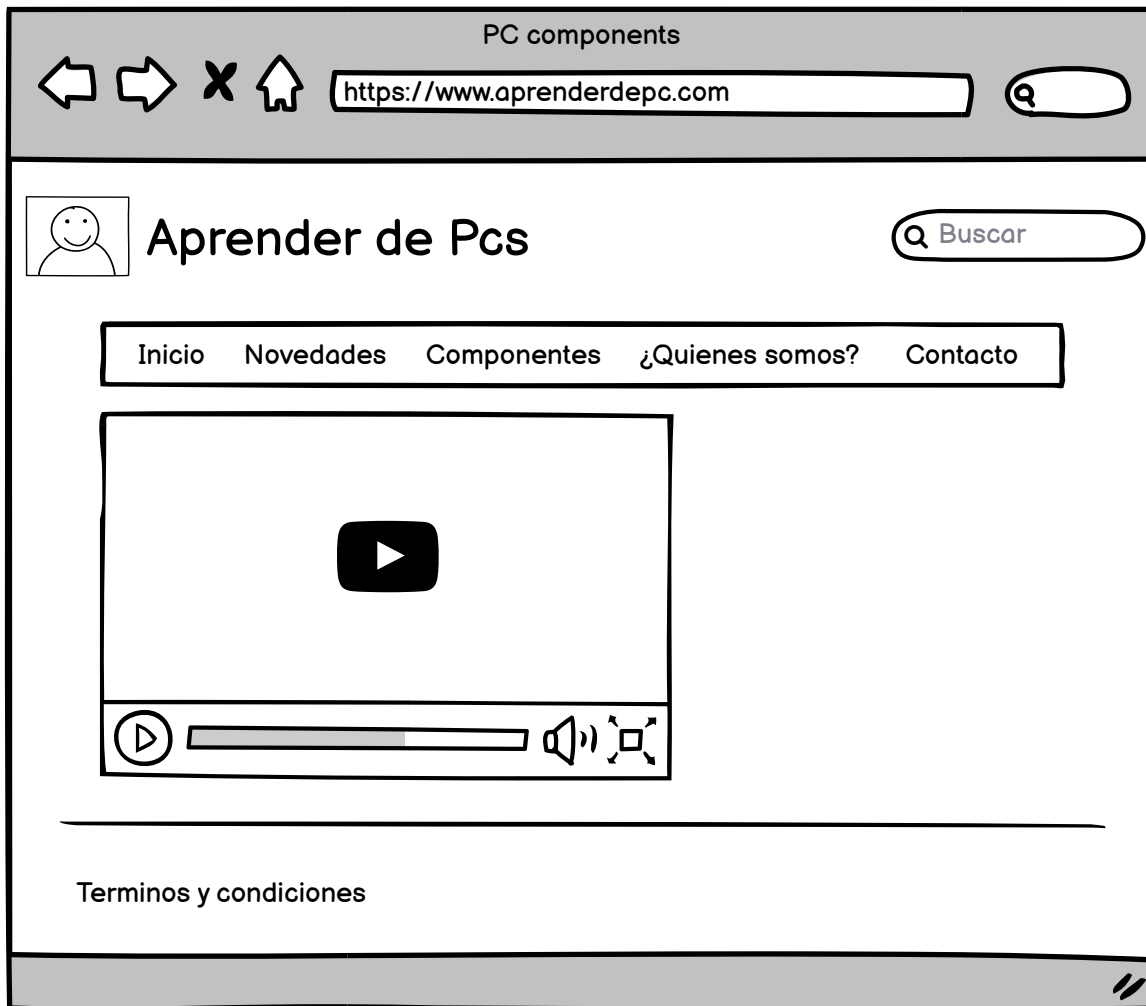 PC components
https://www.aprenderdepc.com
Aprender de Pcs
Buscar
Inicio Novedades Componentes ¿Quienes somos? Contacto
Terminos y condiciones